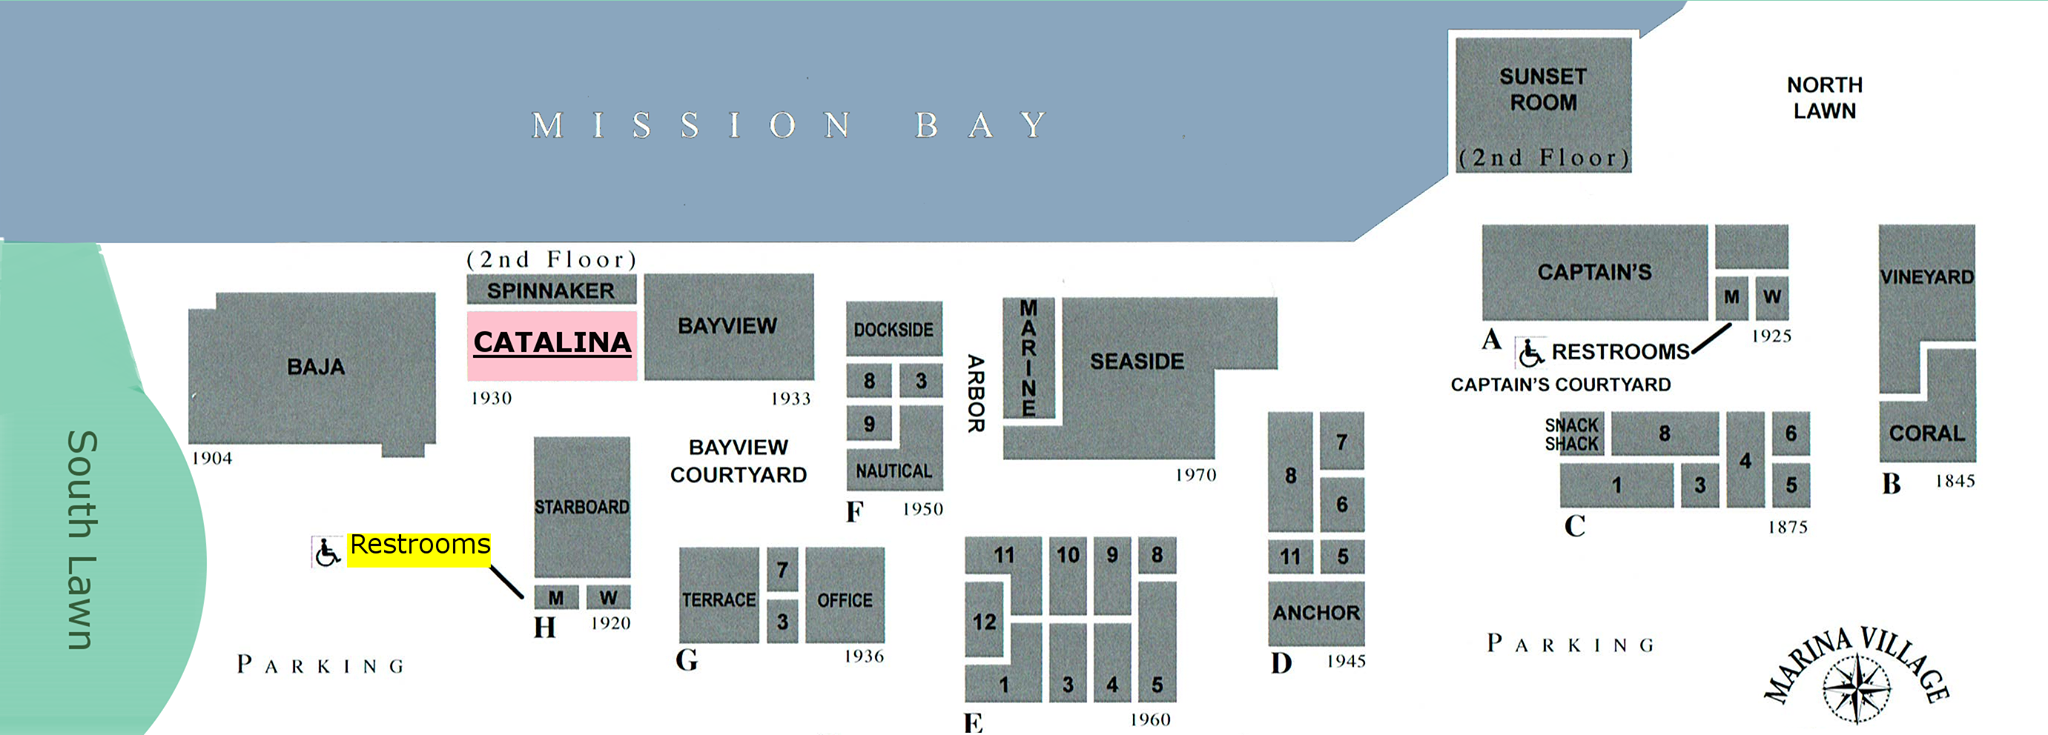 MISSION BAY
SUNSET
ROOM
(2nd Floor)
NORTH
LAWN
South Lawn
BAJA
1904
(2nd Floor)
SPINNAKER
CATALINA
1930
BAYVIEW
1933
BAYVIEW
COURTYARD
STARBOARD
Restrooms
M
W
H
1920
PARKING
TERRACE
7
3
OFFICE
G
1936
DOCKSIDE
8
3
9
NAUTICAL
F
1950
ARBOR
MARINE
SEASIDE
1970
11
10
9
8
12
1
3
4
5
E
1960
8
7
6
11
5
ANCHOR
D
1945
CAPTAIN'S
M
W
A
1925
RESTROOMS
CAPTAIN'S COURTYARD
SNACK
SHACK
8
4
6
1
3
5
C
1875
VINEYARD
CORAL
B
1845
PARKING
MARINA VILLAGE